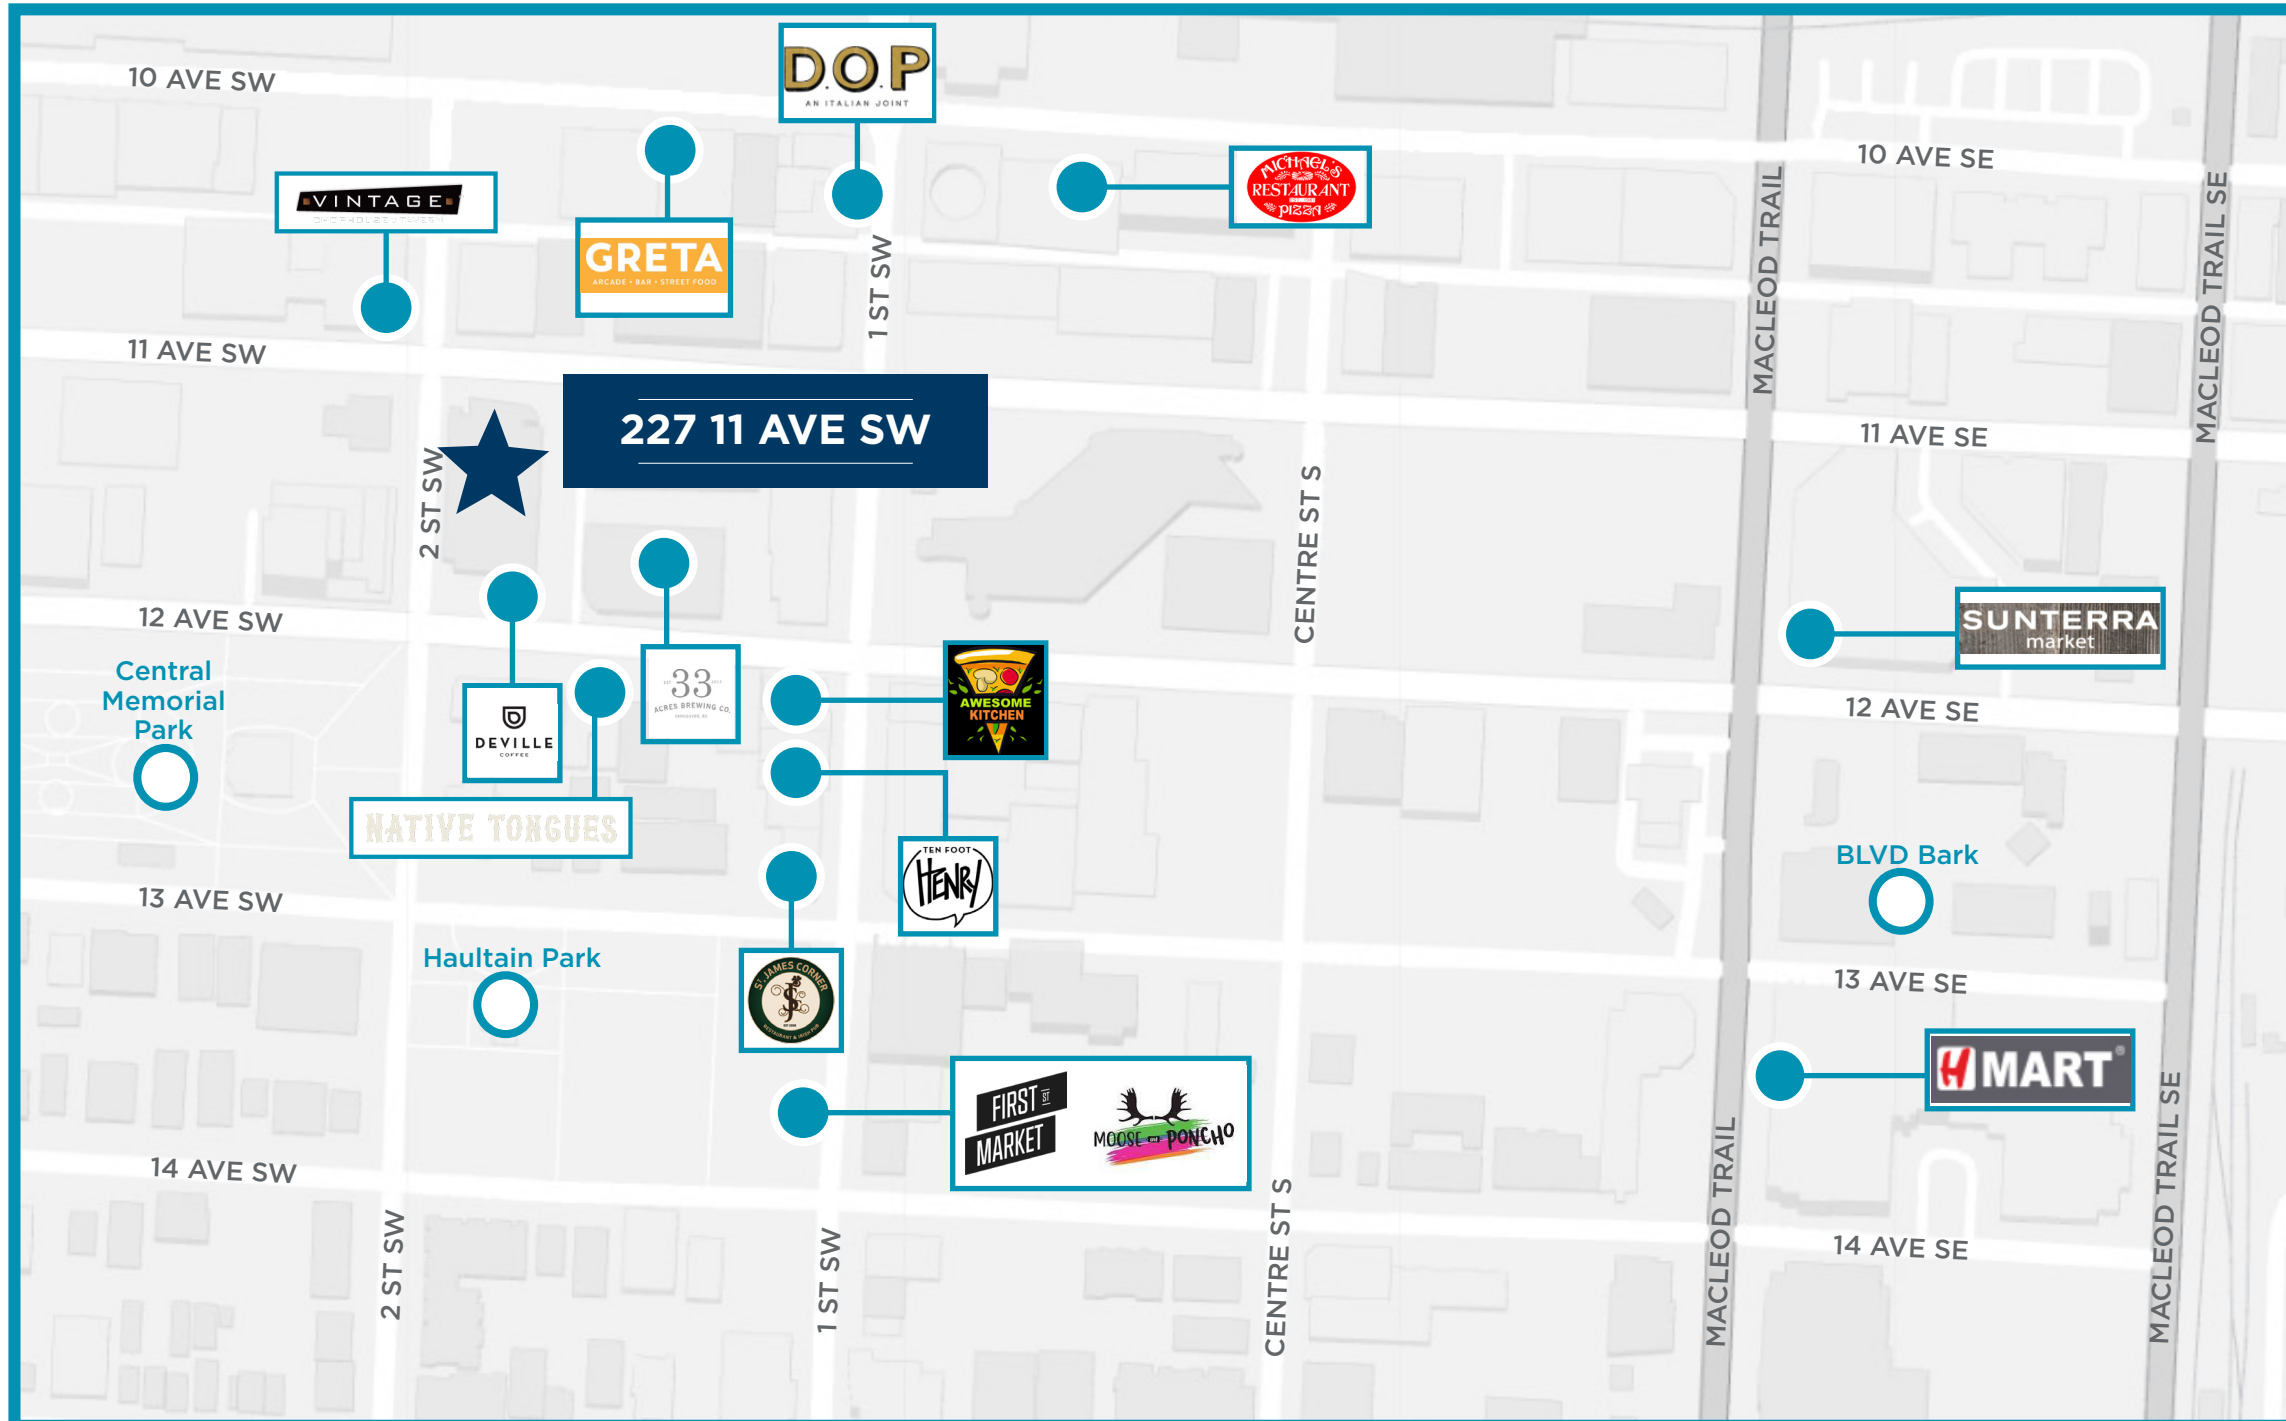 D.O.P
AN ITALIAN JOINT
10 AVE SW
10 AVE SE
MICHAEL'S
RESTAURANT
PIZZA
VINTAGE
GRETA
ARCADE • BAR • STREET FOOD
1 ST SW
MACLEOD TRAIL
MACLEOD TRAIL SE
11 AVE SW
227 11 AVE SW
11 AVE SE
2 ST SW
CENTRE ST S
12 AVE SW
SUNTERRA
market
Central
Memorial
Park
33
ACRES BREWING CO.
AWESOME
KITCHEN
12 AVE SE
DEVILLE
COFFEE
NATIVE TONGUES
TEN FOOT
HENRY
BLVD Bark
13 AVE SW
Haultain Park
13 AVE SE
ST. JAMES CORNER
RESTAURANT & IRISH PUB
H MART
FIRST ST
MARKET
MOOSE and PONCHO
14 AVE SW
14 AVE SE
2 ST SW
1 ST SW
CENTRE ST S
MACLEOD TRAIL
MACLEOD TRAIL SE